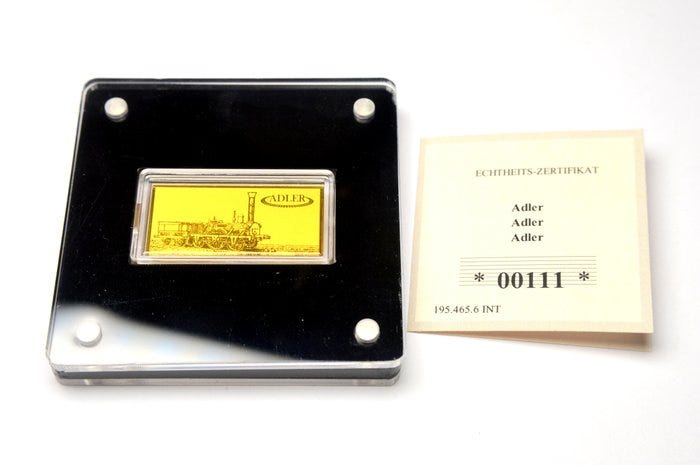 ADLER
ECHTHEITS-ZERTIFIKAT
Adler
Adler
Adler
* 00111 *
195.465.6 INT